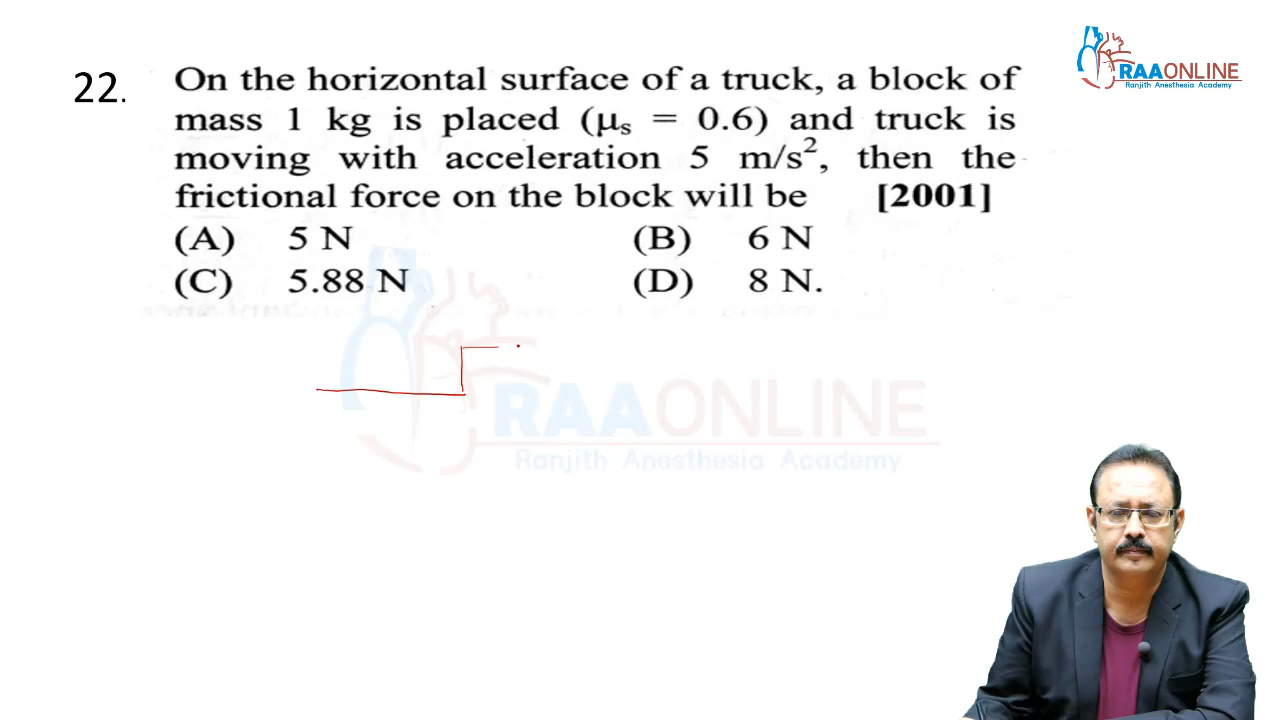 RAAONLINE
Ranjith Anesthesia Academy
22.
On the horizontal surface of a truck, a block of
mass 1 kg is placed (μₛ = 0.6) and truck is
moving with acceleration 5 m/s², then the
frictional force on the block will be [2001]
(A) 5 N (B) 6 N
(C) 5.88 N (D) 8 N.
RAAONLINE
Ranjith Anesthesia Academy